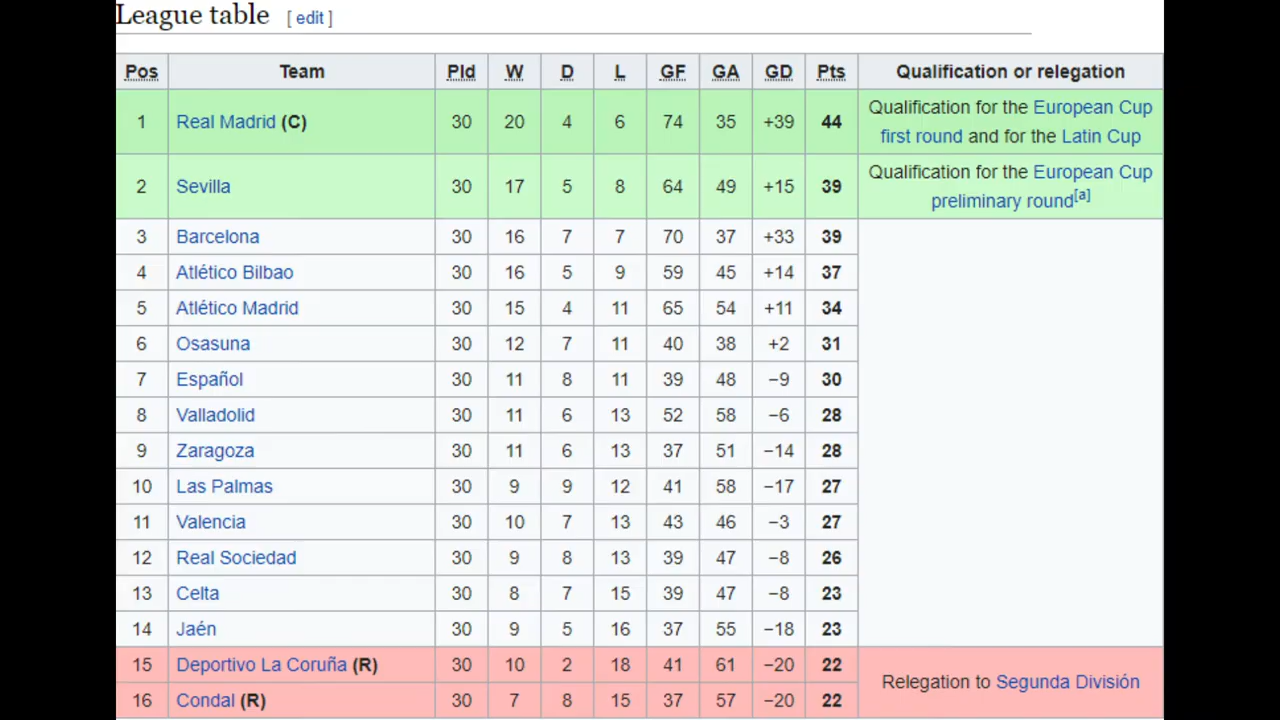 League table [ edit ]
Pos Team Pld W D L GF GA GD Pts Qualification or relegation
1 Real Madrid (C) 30 20 4 6 74 35 +39 44 Qualification for the European Cup
first round and for the Latin Cup
2 Sevilla 30 17 5 8 64 49 +15 39 Qualification for the European Cup
preliminary round[a]
3 Barcelona 30 16 7 7 70 37 +33 39
4 Atlético Bilbao 30 16 5 9 59 45 +14 37
5 Atlético Madrid 30 15 4 11 65 54 +11 34
6 Osasuna 30 12 7 11 40 38 +2 31
7 Español 30 11 8 11 39 48 −9 30
8 Valladolid 30 11 6 13 52 58 −6 28
9 Zaragoza 30 11 6 13 37 51 −14 28
10 Las Palmas 30 9 9 12 41 58 −17 27
11 Valencia 30 10 7 13 43 46 −3 27
12 Real Sociedad 30 9 8 13 39 47 −8 26
13 Celta 30 8 7 15 39 47 −8 23
14 Jaén 30 9 5 16 37 55 −18 23
15 Deportivo La Coruña (R) 30 10 2 18 41 61 −20 22
Relegation to Segunda División
16 Condal (R) 30 7 8 15 37 57 −20 22